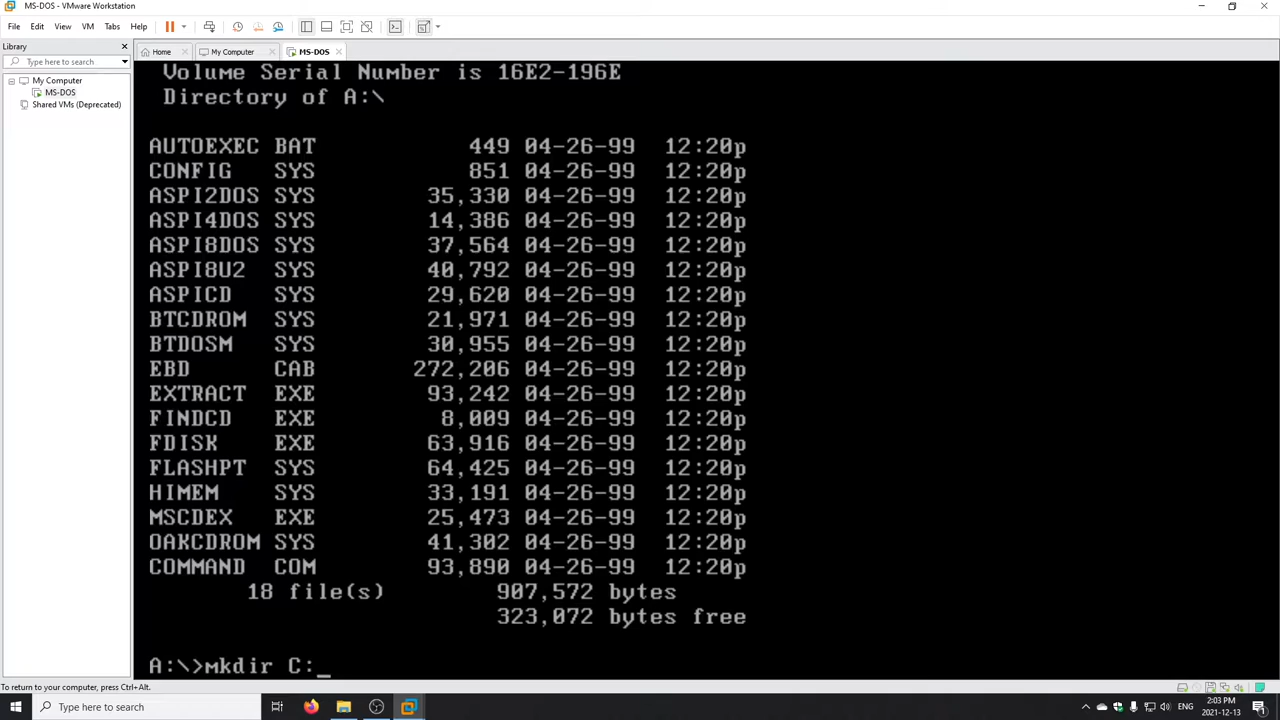 MS-DOS - VMware Workstation
File Edit View VM Tabs Help
Library
Type here to search
My Computer
MS-DOS
Shared VMs (Deprecated)
Home My Computer MS-DOS
Volume Serial Number is 16E2-196E
Directory of A:\
AUTOEXEC BAT 449 04-26-99 12:20p
CONFIG SYS 851 04-26-99 12:20p
ASPI2DOS SYS 35,330 04-26-99 12:20p
ASPI4DOS SYS 14,386 04-26-99 12:20p
ASPI8DOS SYS 37,564 04-26-99 12:20p
ASPI8U2 SYS 40,792 04-26-99 12:20p
ASPICD SYS 29,620 04-26-99 12:20p
BTCDROM SYS 21,971 04-26-99 12:20p
BTDOSM SYS 30,955 04-26-99 12:20p
EBD CAB 272,206 04-26-99 12:20p
EXTRACT EXE 93,242 04-26-99 12:20p
FINDCD EXE 8,009 04-26-99 12:20p
FDISK EXE 63,916 04-26-99 12:20p
FLASHPT SYS 64,425 04-26-99 12:20p
HIMEM SYS 33,191 04-26-99 12:20p
MSCDEX EXE 25,473 04-26-99 12:20p
OAKCDROM SYS 41,302 04-26-99 12:20p
COMMAND COM 93,890 04-26-99 12:20p
18 file(s) 907,572 bytes
323,072 bytes free
A:\>mkdir C:_
To return to your computer, press Ctrl+Alt.
Type here to search
ENG
2:03 PM
2021-12-13
1